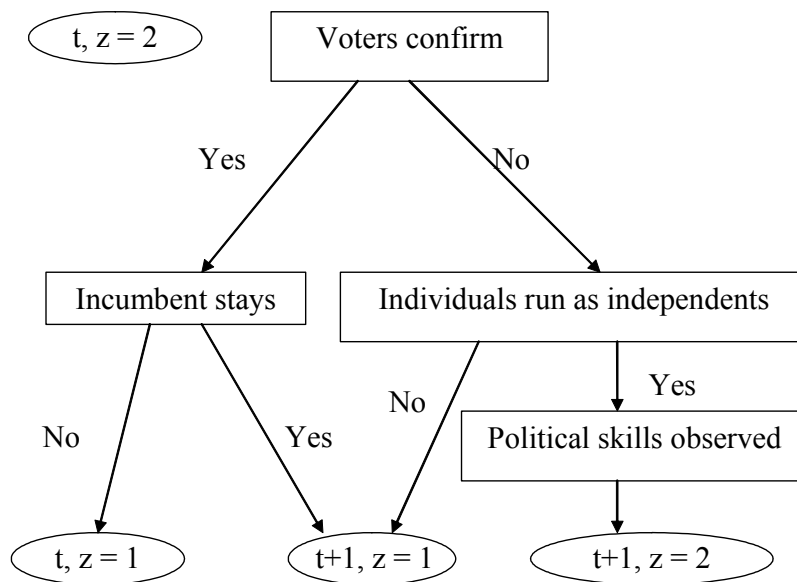 t, z = 2
Voters confirm
Yes
No
Incumbent stays
Individuals run as independents
No
Yes
No
Yes
Political skills observed
t, z = 1
t+1, z = 1
t+1, z = 2